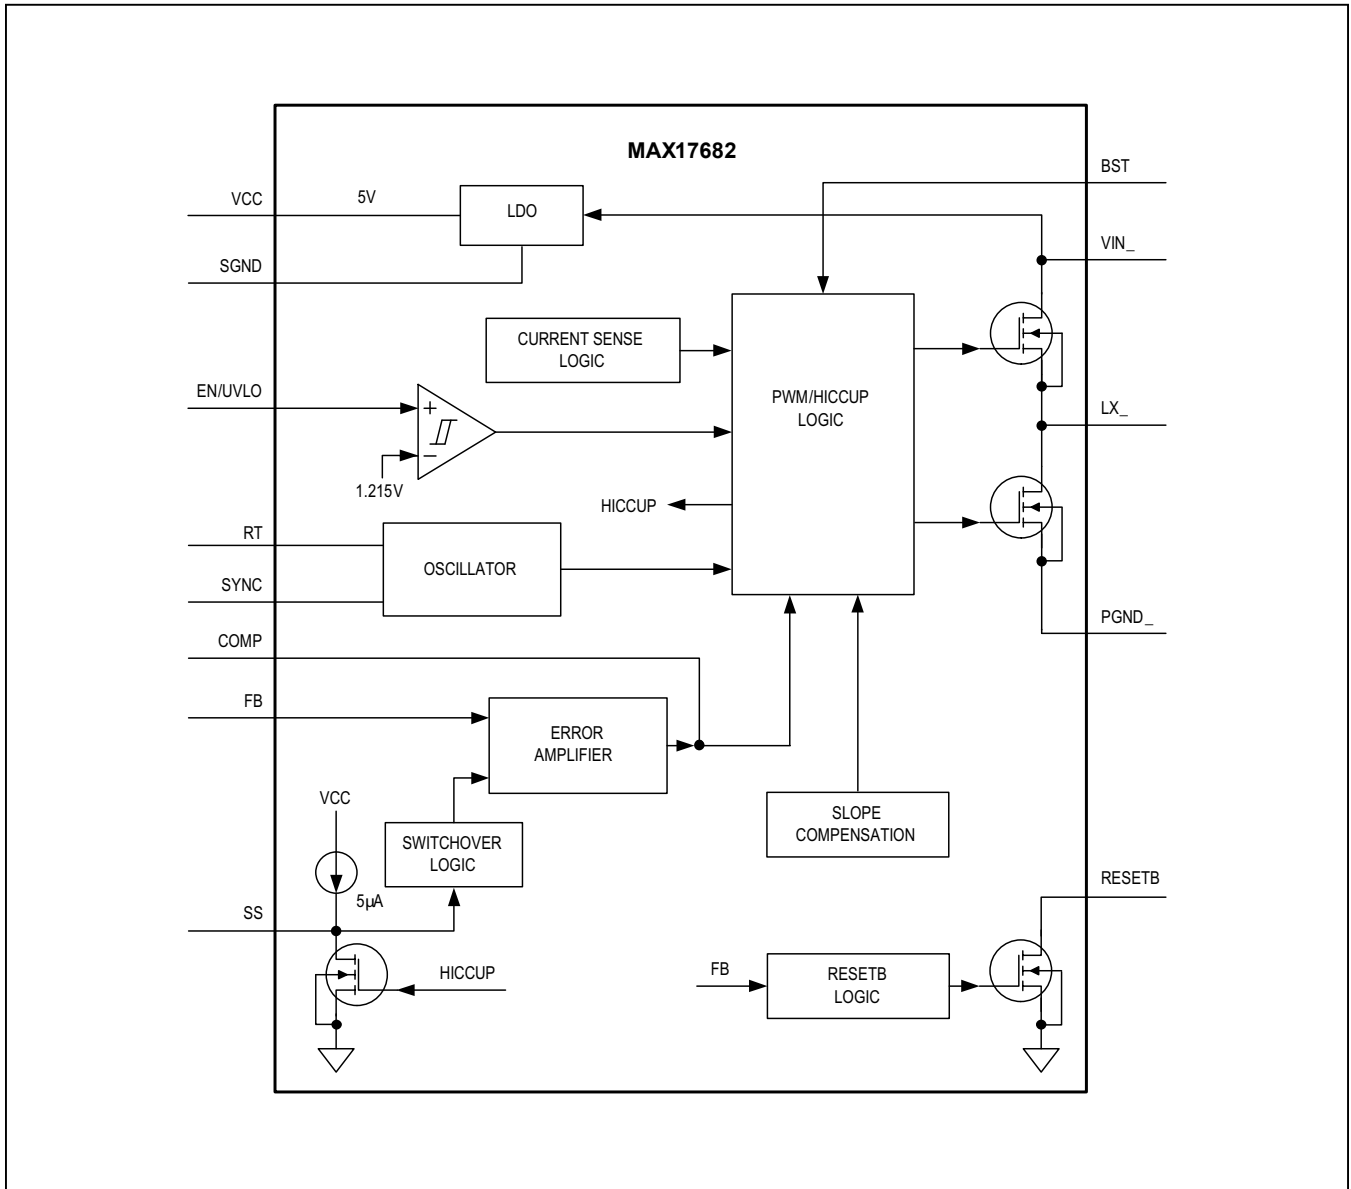 MAX17682
BST
VCC
5V
LDO
VIN_
SGND
CURRENT SENSE
LOGIC
EN/UVLO
+
PWM/HICCUP
LOGIC
LX_
−
1.215V
HICCUP
RT
OSCILLATOR
SYNC
PGND_
COMP
FB
ERROR
AMPLIFIER
VCC
SLOPE
COMPENSATION
SWITCHOVER
LOGIC
RESETB
5µA
SS
HICCUP
FB
RESETB
LOGIC